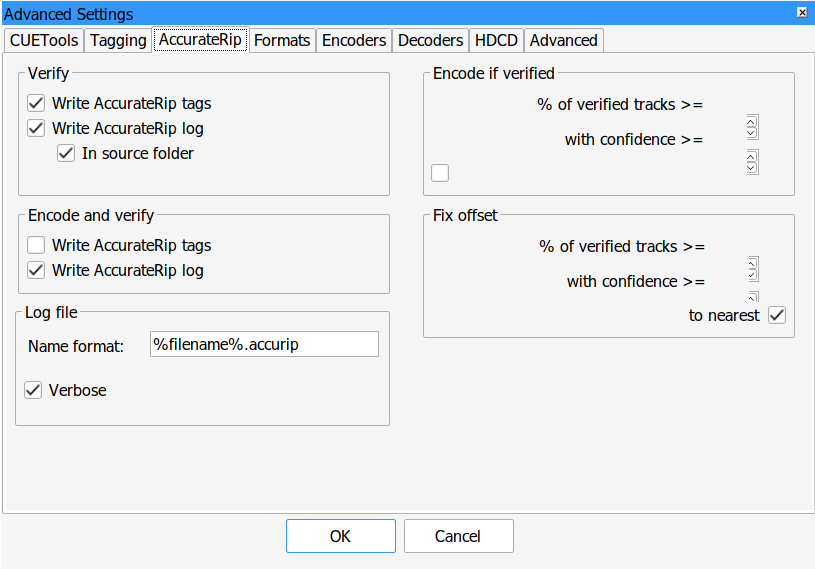 Advanced Settings
CUETools Tagging AccurateRip Formats Encoders Decoders HDCD Advanced
Verify
Write AccurateRip tags
Write AccurateRip log
In source folder
Encode and verify
Write AccurateRip tags
Write AccurateRip log
Log file
Name format: %filename%.accurip
Verbose
Encode if verified
% of verified tracks >=
with confidence >=
Fix offset
% of verified tracks >=
with confidence >=
to nearest
OK Cancel